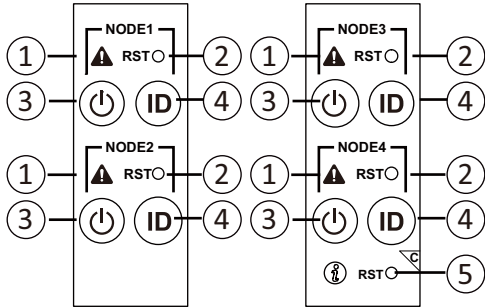 NODE1 NODE3
1 RST 2 1 RST 2
3 ID 4 3 ID 4
NODE2 NODE4
1 RST 2 1 RST 2
3 ID 4 3 ID 4
C
i RST 5